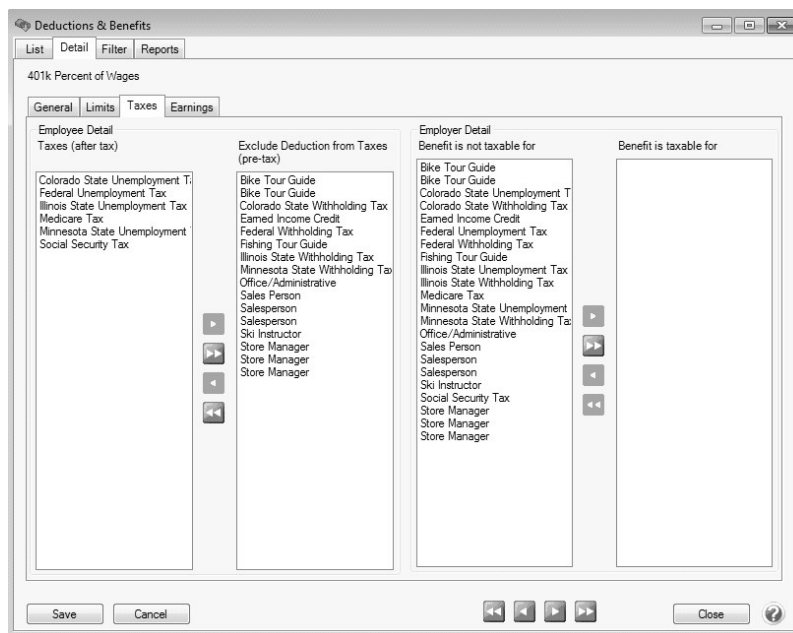 Deductions & Benefits
List Detail Filter Reports
401k Percent of Wages
General Limits Taxes Earnings
Employee Detail
Taxes (after tax)
Colorado State Unemployment T
Federal Unemployment Tax
Illinois State Unemployment Tax
Medicare Tax
Minnesota State Unemployment
Social Security Tax
Exclude Deduction from Taxes
(pre-tax)
Bike Tour Guide
Bike Tour Guide
Colorado State Withholding Tax
Earned Income Credit
Federal Withholding Tax
Fishing Tour Guide
Illinois State Withholding Tax
Minnesota State Withholding Tax
Office/Administrative
Sales Person
Salesperson
Salesperson
Ski Instructor
Store Manager
Store Manager
Store Manager
Employer Detail
Benefit is not taxable for
Bike Tour Guide
Bike Tour Guide
Colorado State Unemployment T
Colorado State Withholding Tax
Earned Income Credit
Federal Unemployment Tax
Federal Withholding Tax
Fishing Tour Guide
Illinois State Unemployment Tax
Illinois State Withholding Tax
Medicare Tax
Minnesota State Unemployment
Minnesota State Withholding Ta
Office/Administrative
Sales Person
Salesperson
Salesperson
Ski Instructor
Social Security Tax
Store Manager
Store Manager
Store Manager
Benefit is taxable for
Save Cancel Close ?